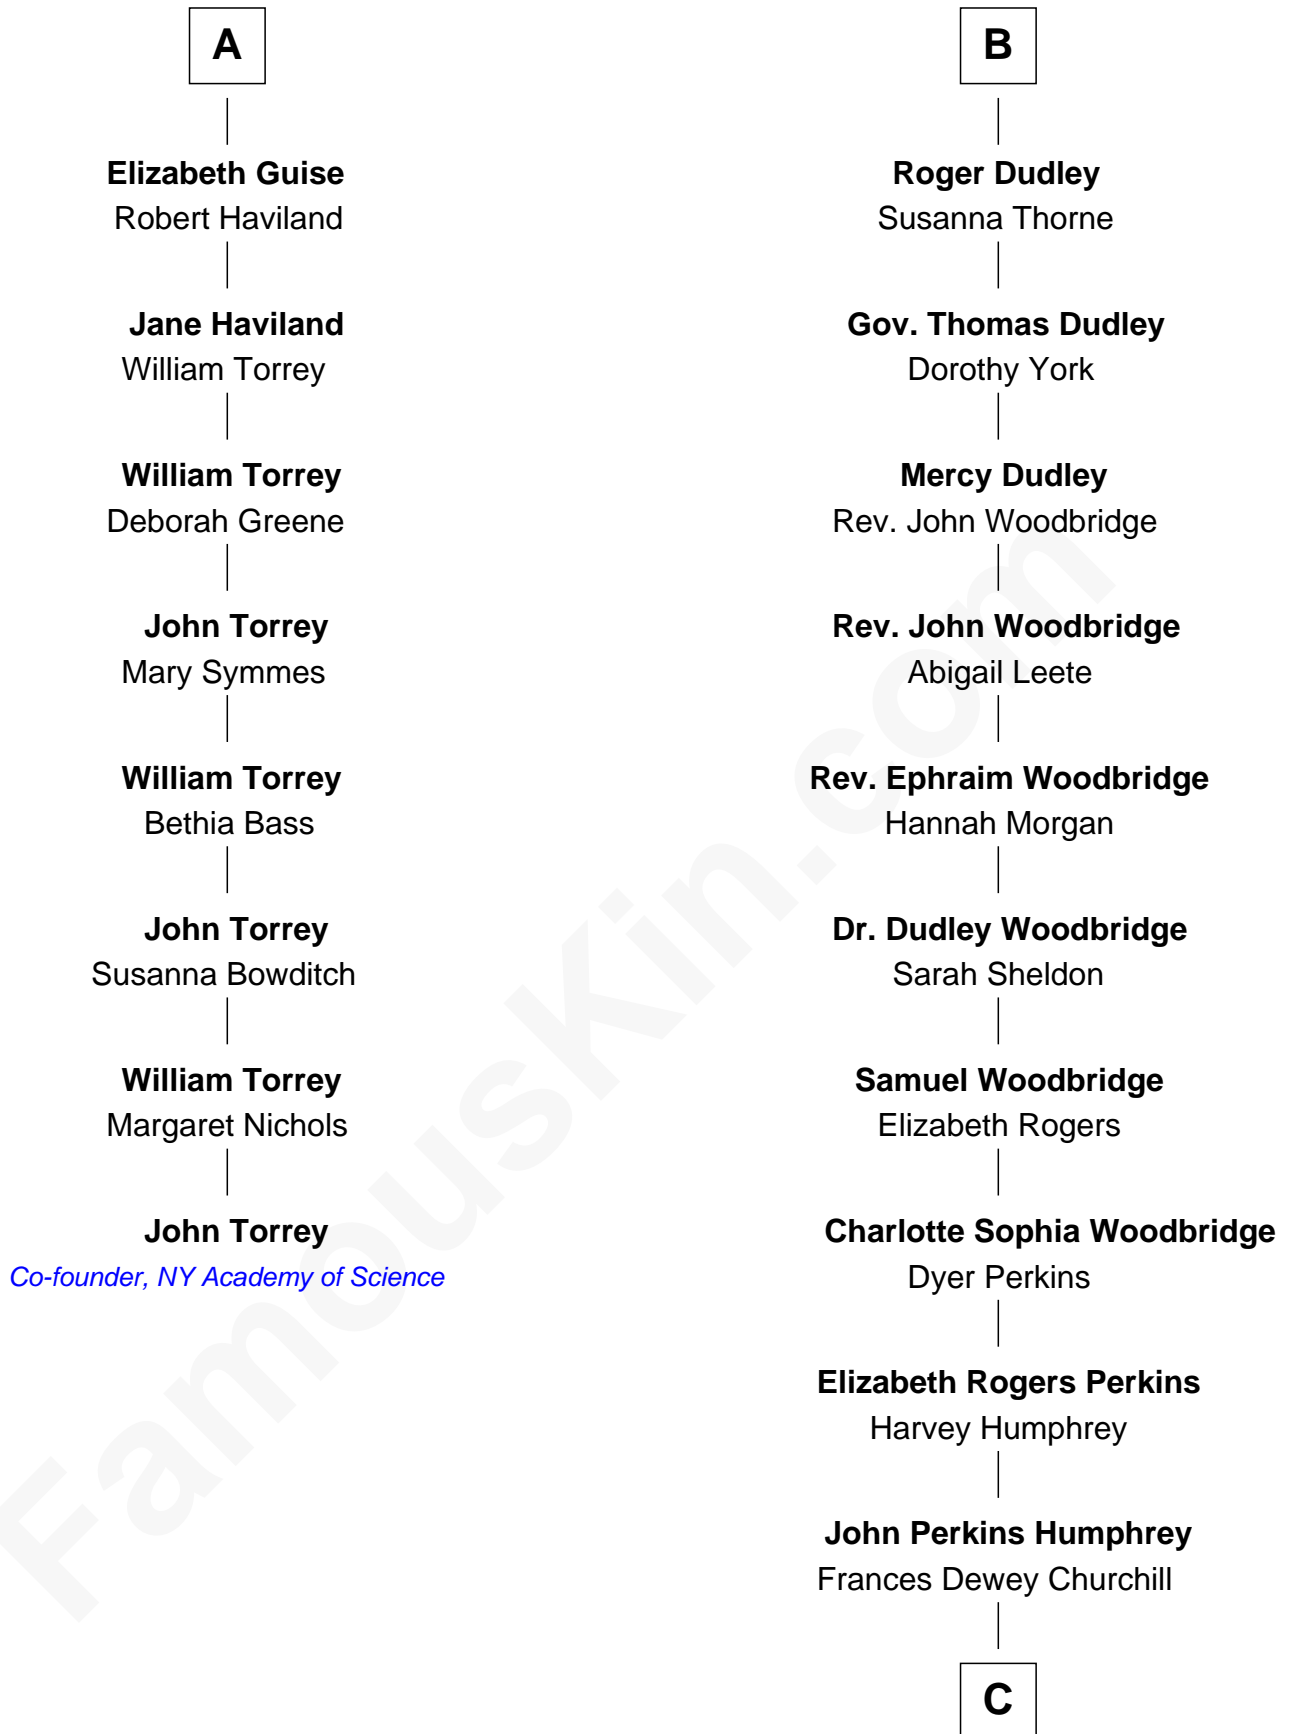 A
Elizabeth Guise
Robert Haviland
Jane Haviland
William Torrey
William Torrey
Deborah Greene
John Torrey
Mary Symmes
William Torrey
Bethia Bass
John Torrey
Susanna Bowditch
William Torrey
Margaret Nichols
John Torrey
Co-founder, NY Academy of Science
B
Roger Dudley
Susanna Thorne
Gov. Thomas Dudley
Dorothy York
Mercy Dudley
Rev. John Woodbridge
Rev. John Woodbridge
Abigail Leete
Rev. Ephraim Woodbridge
Hannah Morgan
Dr. Dudley Woodbridge
Sarah Sheldon
Samuel Woodbridge
Elizabeth Rogers
Charlotte Sophia Woodbridge
Dyer Perkins
Elizabeth Rogers Perkins
Harvey Humphrey
John Perkins Humphrey
Frances Dewey Churchill
C
FamousKin.com